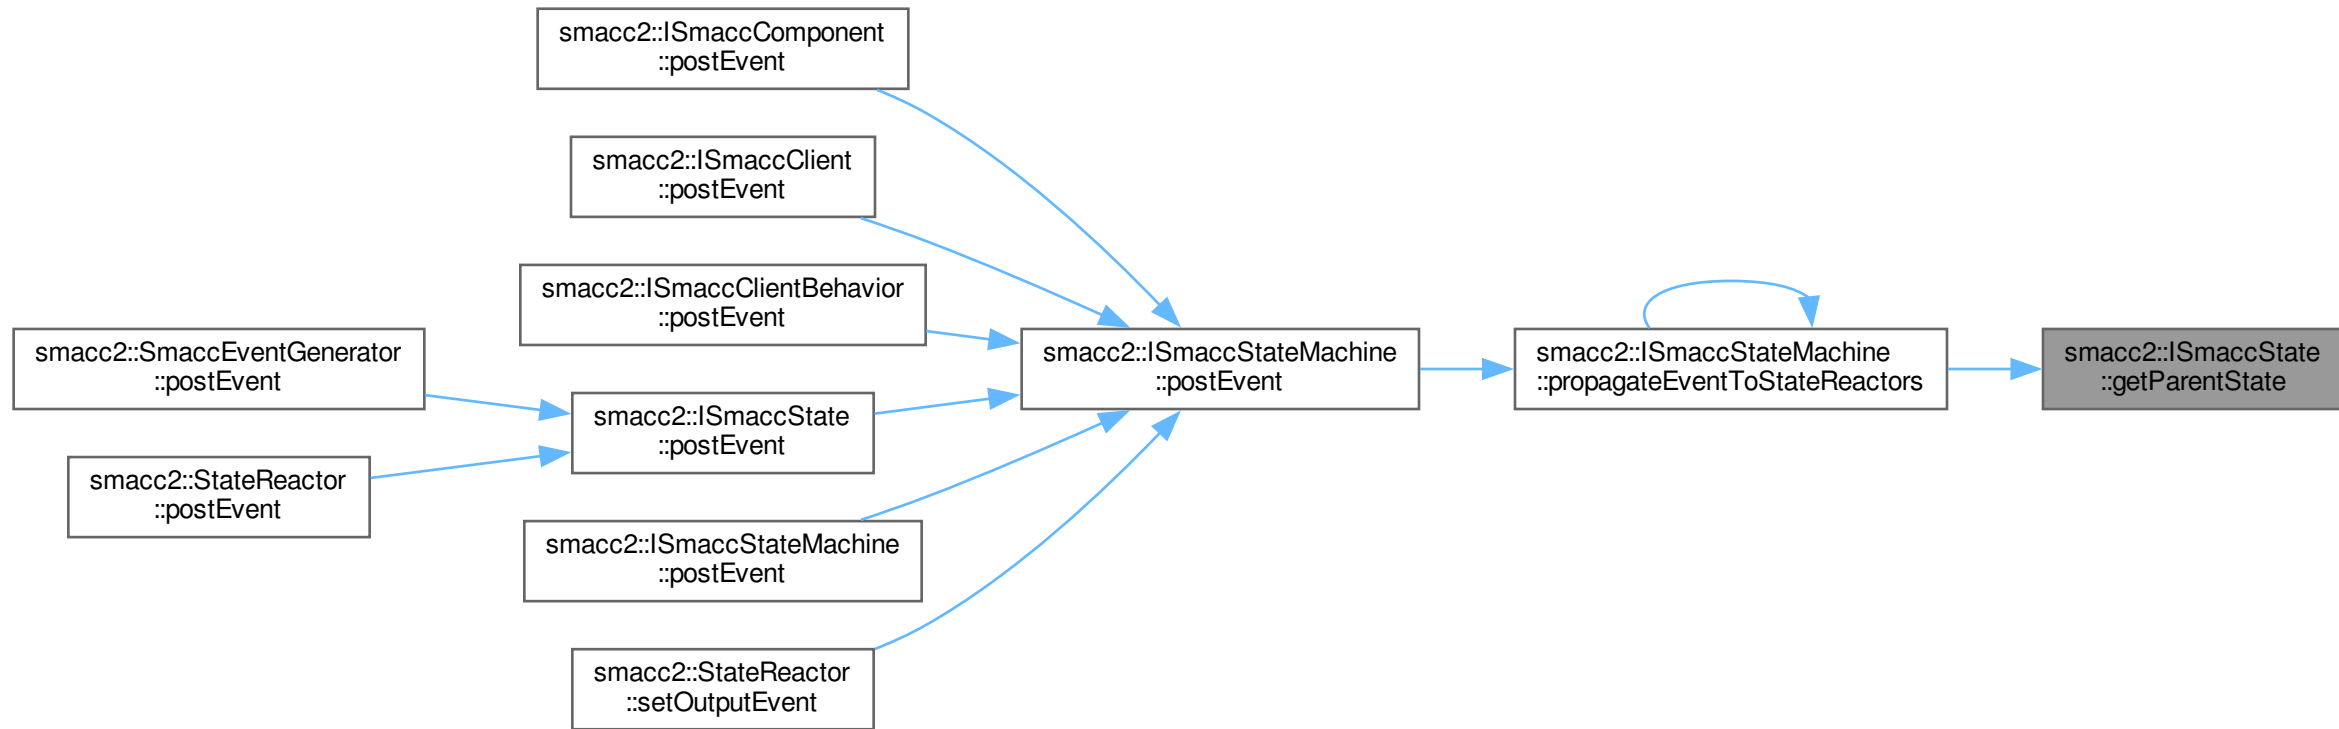 smacc2::ISmaccComponent
::postEvent
smacc2::ISmaccClient
::postEvent
smacc2::ISmaccClientBehavior
::postEvent
smacc2::SmaccEventGenerator
::postEvent
smacc2::StateReactor
::postEvent
smacc2::ISmaccState
::postEvent
smacc2::ISmaccStateMachine
::postEvent
smacc2::StateReactor
::setOutputEvent
smacc2::ISmaccStateMachine
::postEvent
smacc2::ISmaccStateMachine
::propagateEventToStateReactors
smacc2::ISmaccState
::getParentState